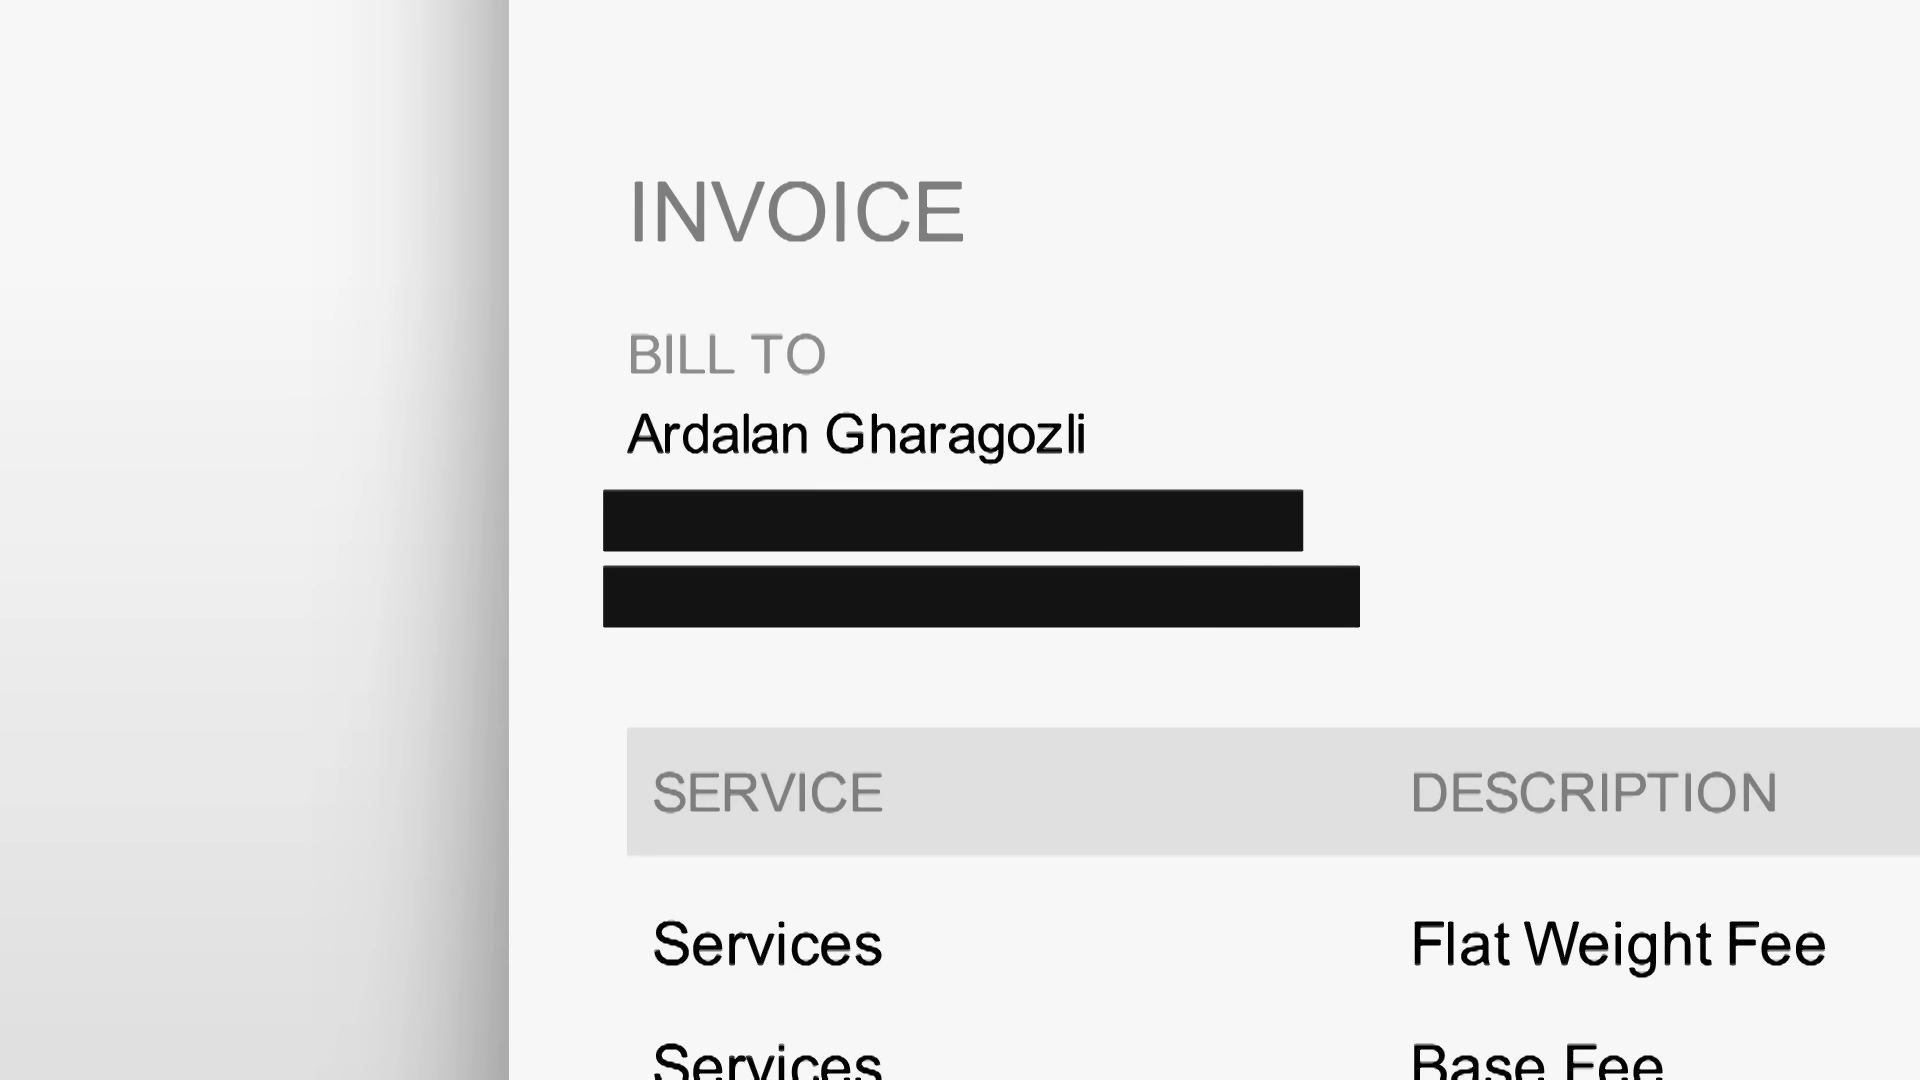 INVOICE
BILL TO
Ardalan Gharagozli
SERVICE DESCRIPTION
Services Flat Weight Fee
Services Base Fee